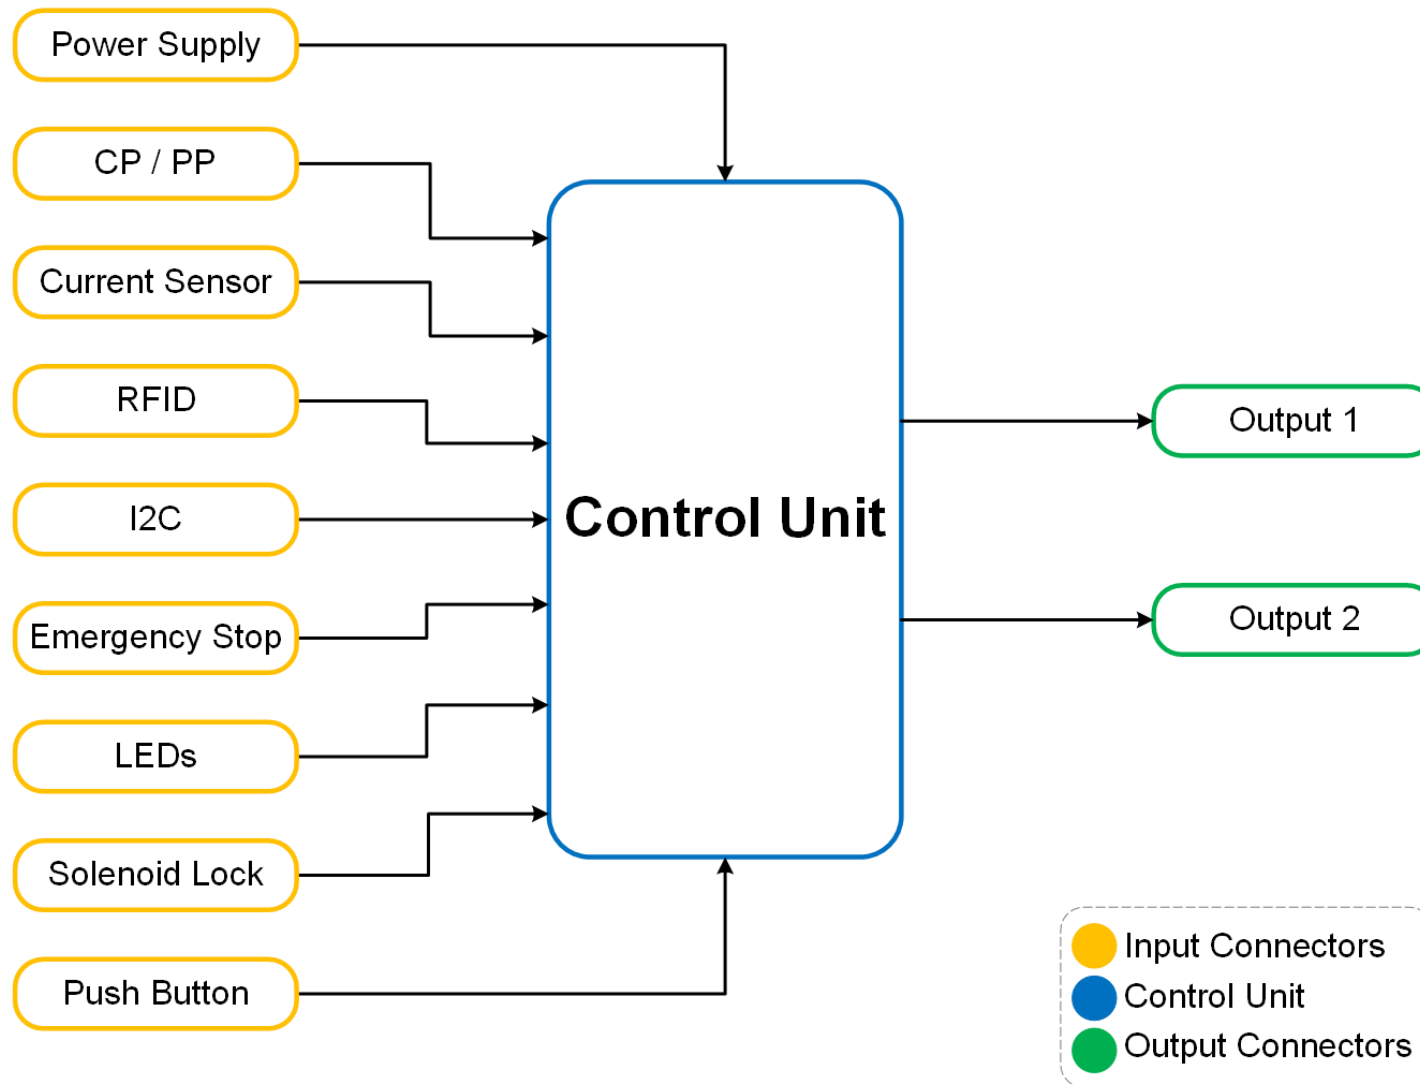 Power Supply
CP / PP
Current Sensor
RFID
I2C
Emergency Stop
LEDs
Solenoid Lock
Push Button
Control Unit
Output 1
Output 2
Input Connectors
Control Unit
Output Connectors